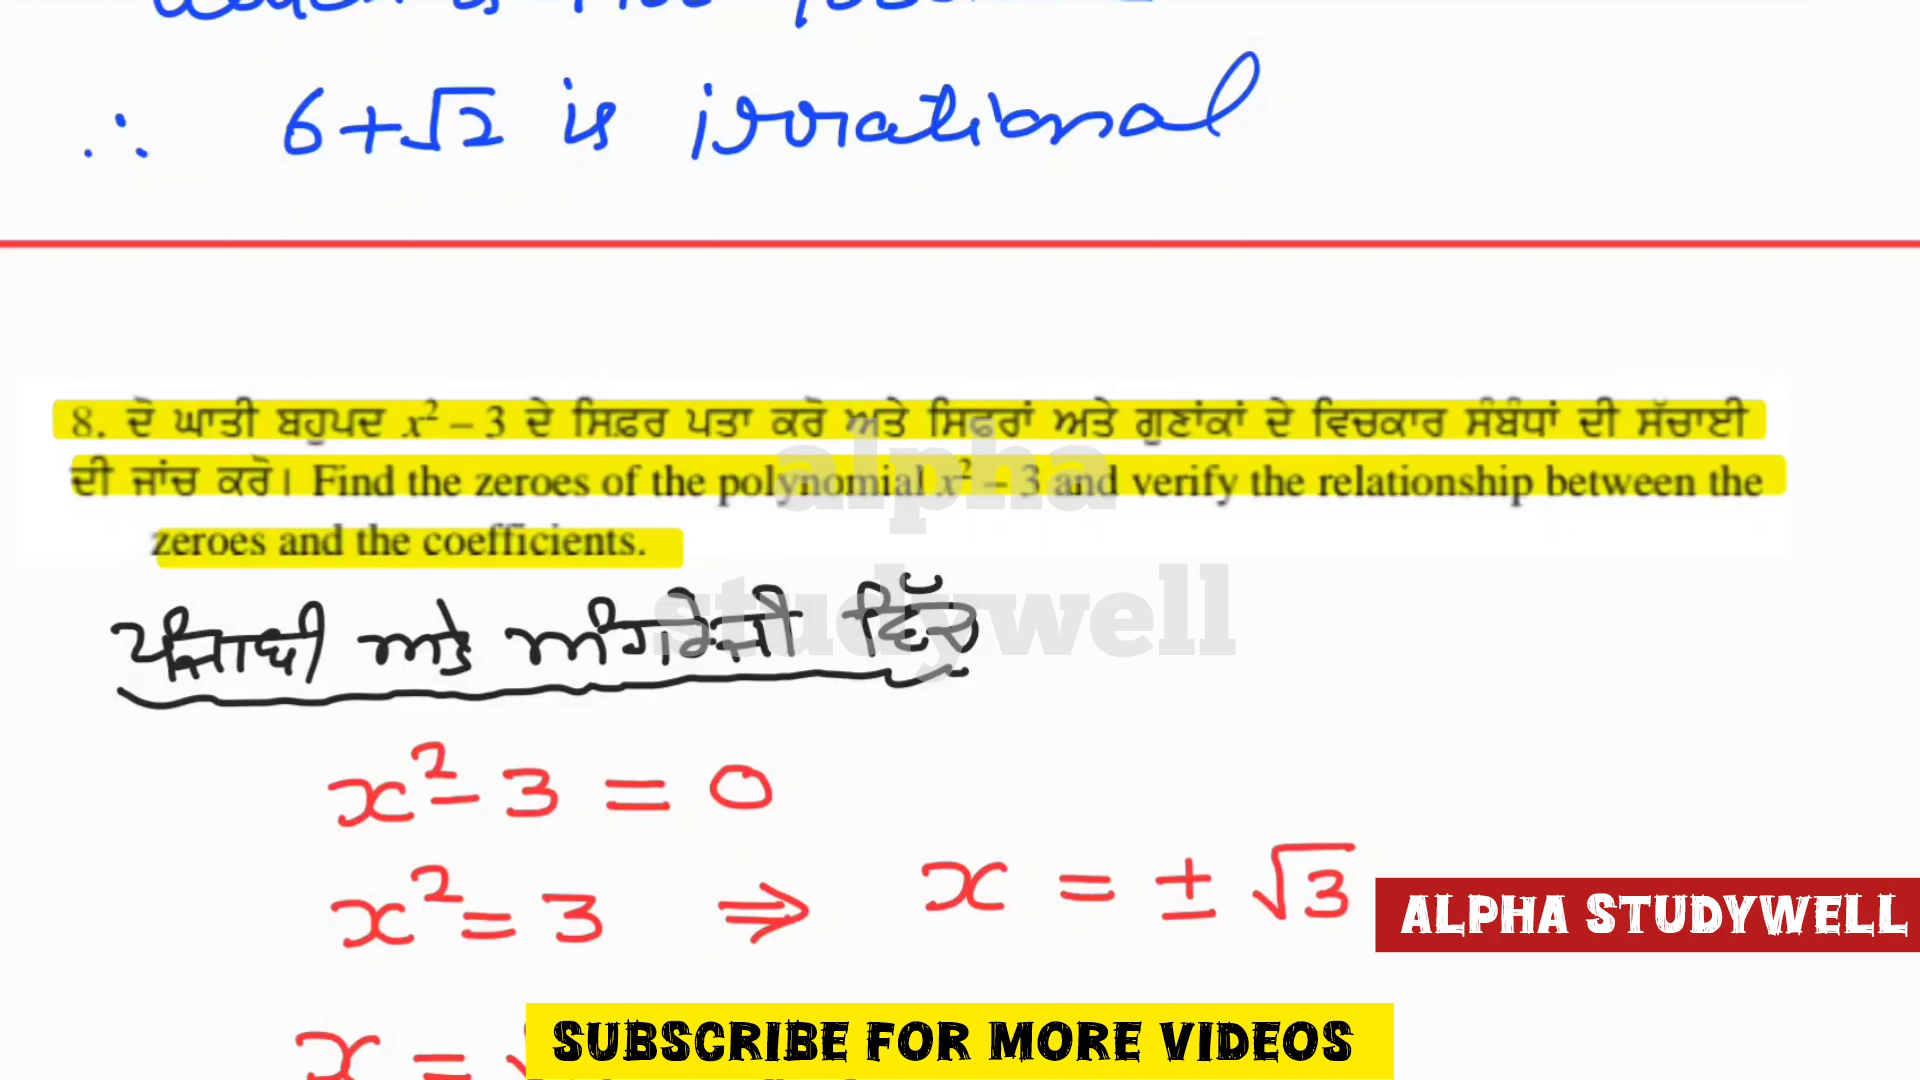 ∴ 6+√2 is irrational
8. ਦੋ ਘਾਤੀ ਬਹੁਪਦ x² – 3 ਦੇ ਸਿਫ਼ਰ ਪਤਾ ਕਰੋ ਅਤੇ ਸਿਫਰਾਂ ਅਤੇ ਗੁਣਾਂਕਾਂ ਦੇ ਵਿਚਕਾਰ ਸੰਬੰਧਾਂ ਦੀ ਸੱਚਾਈ
ਦੀ ਜਾਂਚ ਕਰੋ। Find the zeroes of the polynomial x² – 3 and verify the relationship between the
zeroes and the coefficients.
alpha
studywell
ਪੰਜਾਬੀ ਅਤੇ ਅੰਗਰੇਜੀ ਵਿੱਚ
x² - 3 = 0
x² = 3 ⇒ x = ± √3
ALPHA STUDYWELL
x =
SUBSCRIBE FOR MORE VIDEOS